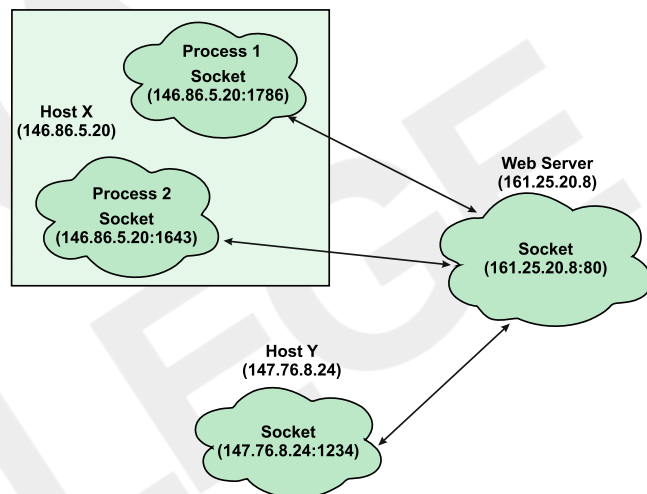 Process 1
Socket
(146.86.5.20:1786)
Host X
(146.86.5.20)
Process 2
Socket
(146.86.5.20:1643)
Web Server
(161.25.20.8)
Socket
(161.25.20.8:80)
Host Y
(147.76.8.24)
Socket
(147.76.8.24:1234)